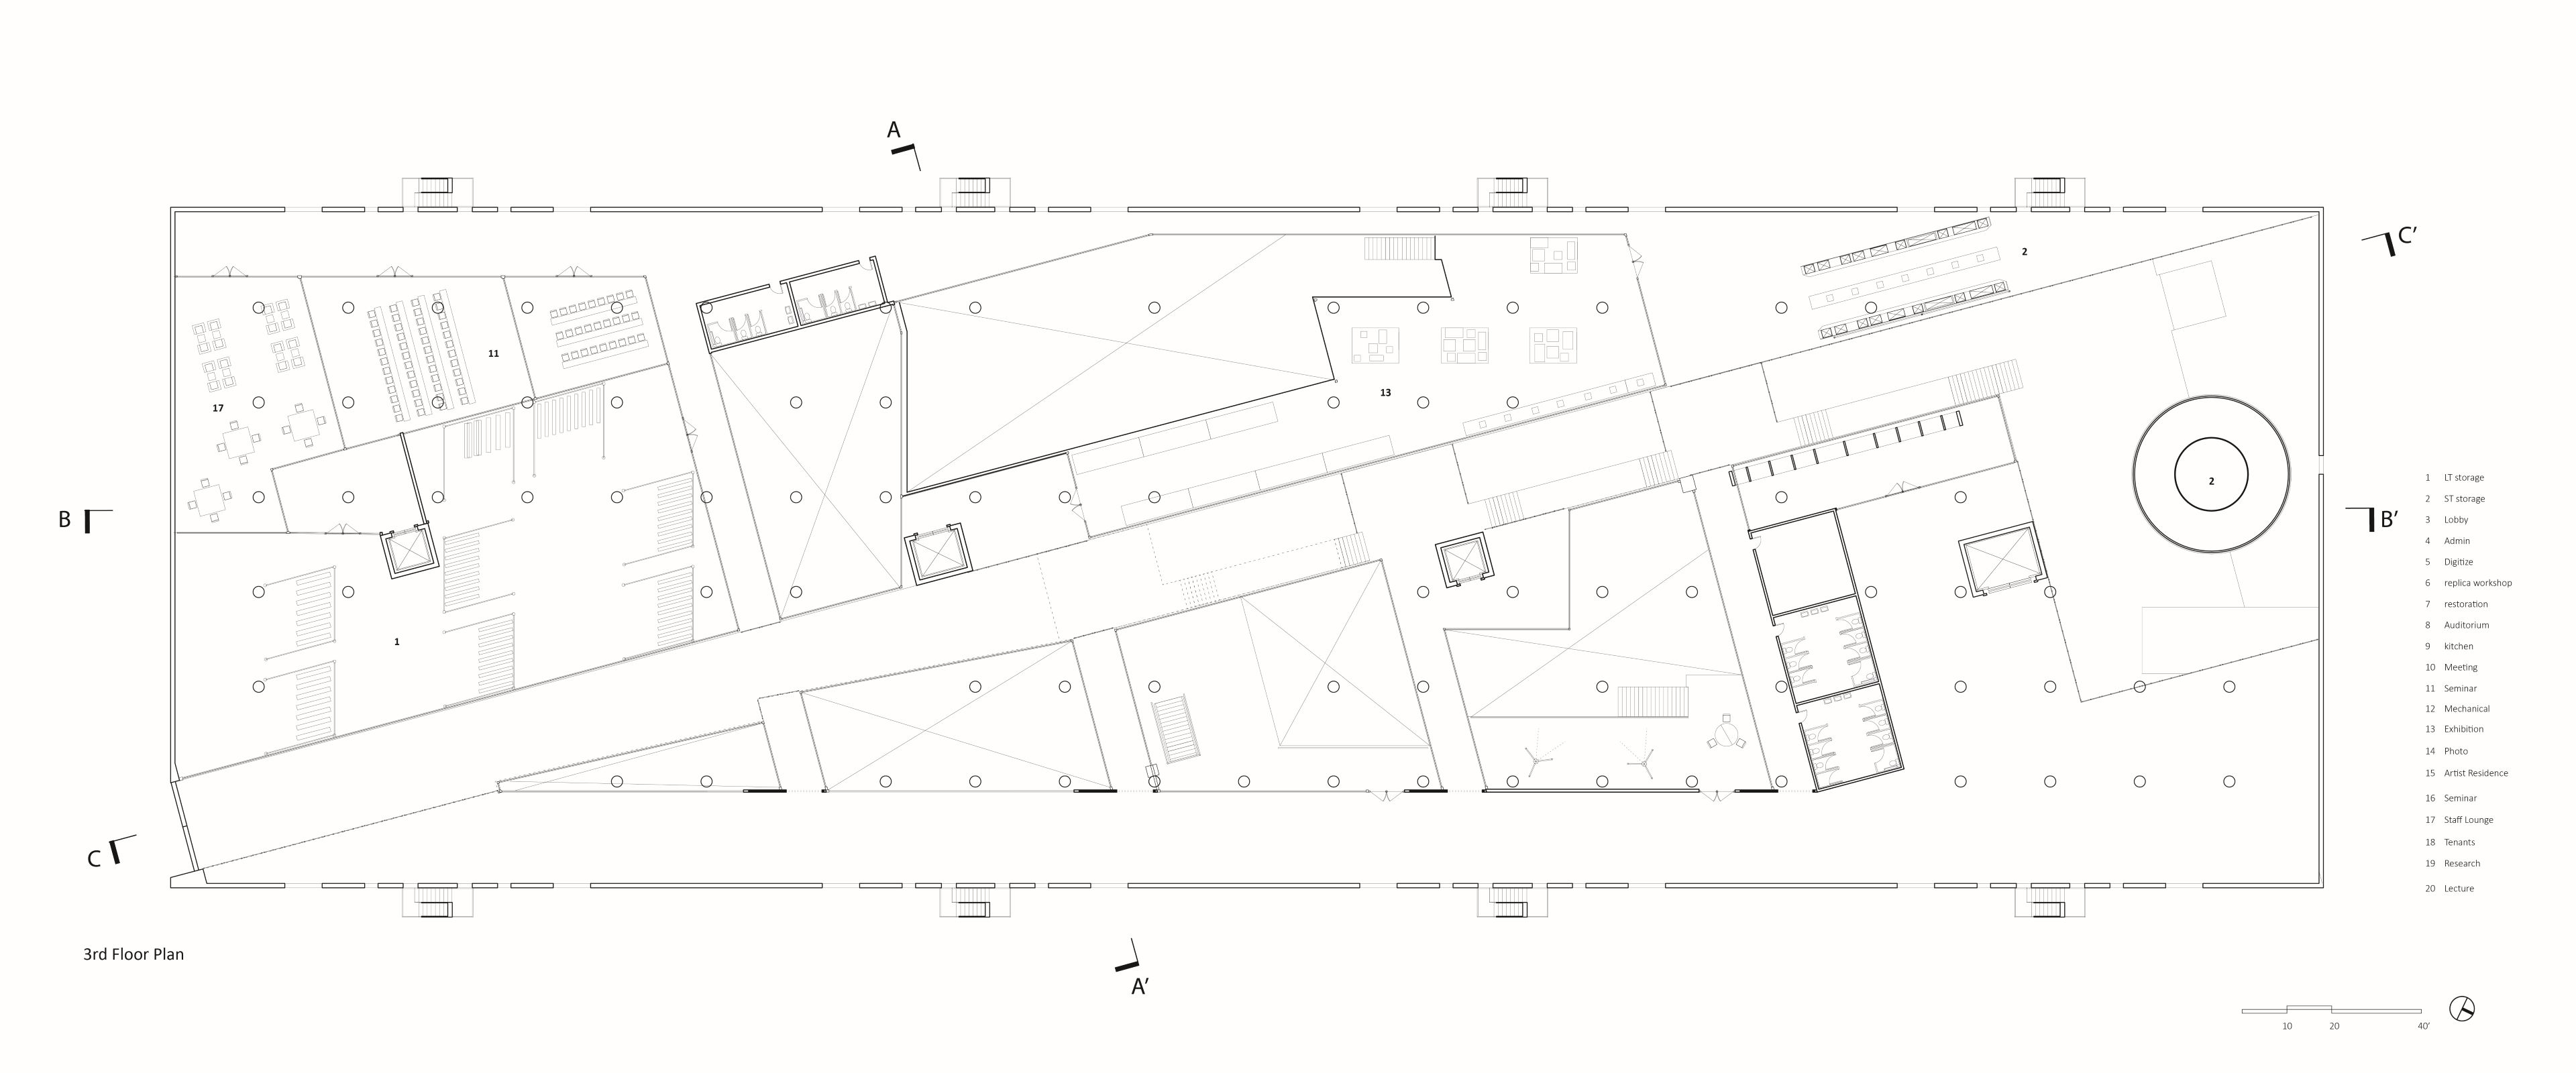 A
C’
2
11
13
17
2
B
B’
1
C
A’
1 LT storage
2 ST storage
3 Lobby
4 Admin
5 Digitize
6 replica workshop
7 restoration
8 Auditorium
9 kitchen
10 Meeting
11 Seminar
12 Mechanical
13 Exhibition
14 Photo
15 Artist Residence
16 Seminar
17 Staff Lounge
18 Tenants
19 Research
20 Lecture
3rd Floor Plan
10 20 40’